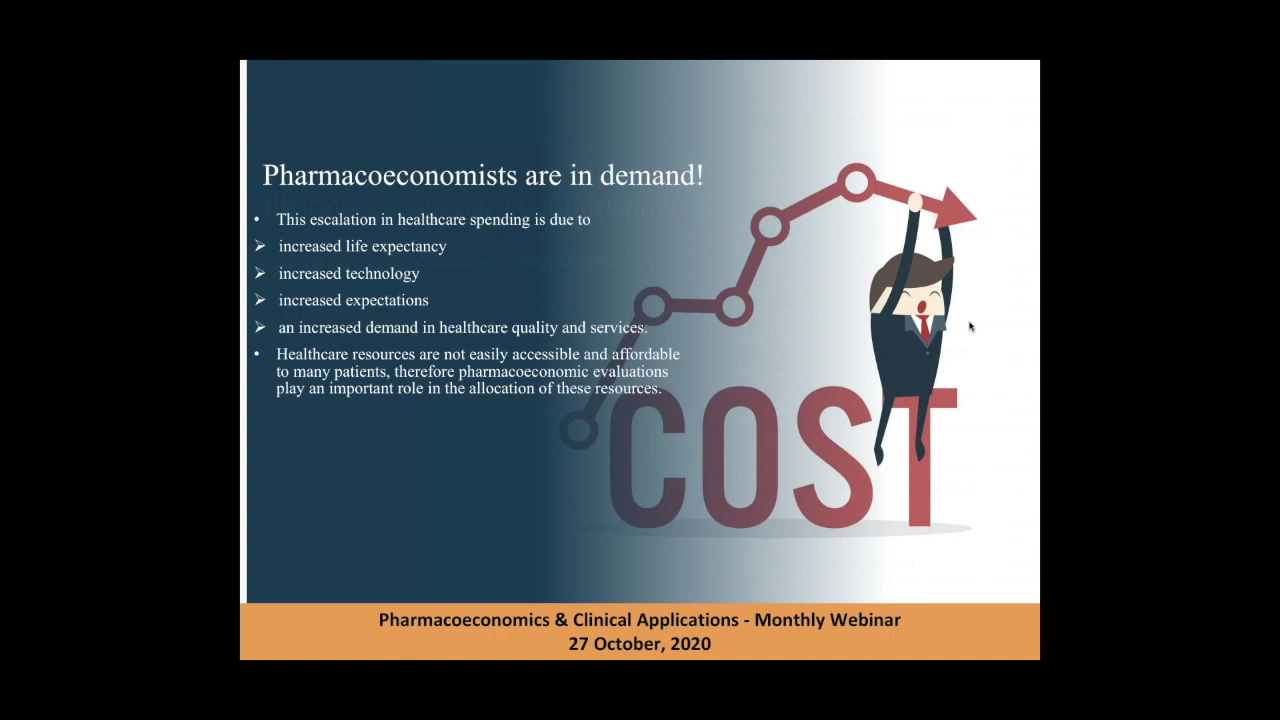 Pharmacoeconomists are in demand!
• This escalation in healthcare spending is due to
➢ increased life expectancy
➢ increased technology
➢ increased expectations
➢ an increased demand in healthcare quality and services.
• Healthcare resources are not easily accessible and affordable
to many patients, therefore pharmacoeconomic evaluations
play an important role in the allocation of these resources.
COST
Pharmacoeconomics & Clinical Applications - Monthly Webinar
27 October, 2020